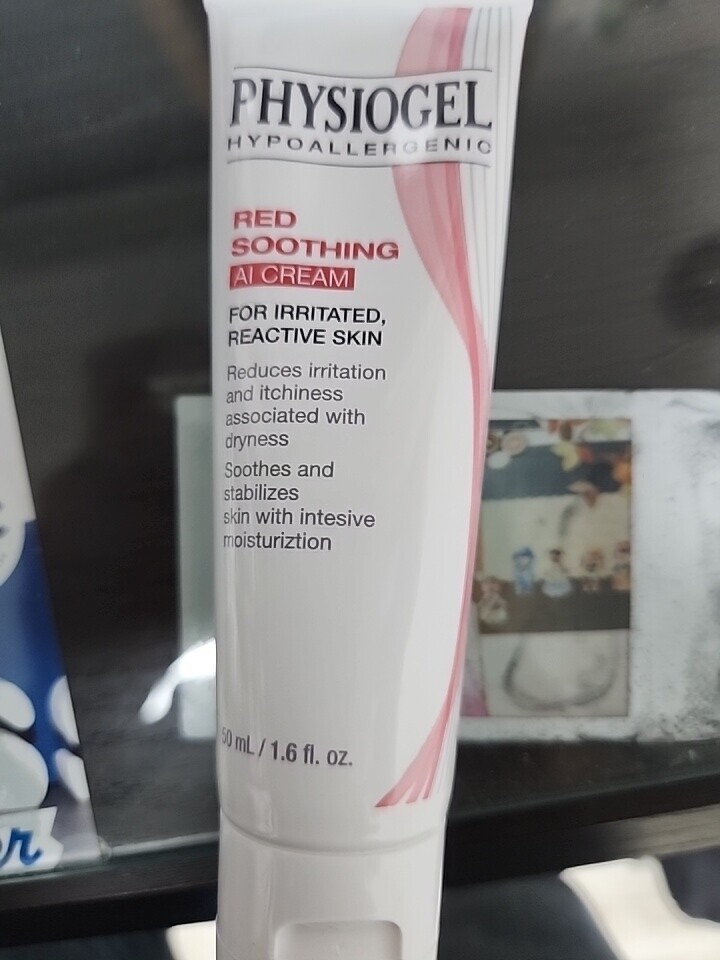 PHYSIOGEL
HYPOALLERGENIC
RED
SOOTHING
AI CREAM
FOR IRRITATED,
REACTIVE SKIN
Reduces irritation
and itchiness
associated with
dryness
Soothes and
stabilizes
skin with intesive
moisturiztion
50 mL / 1.6 fl. oz.